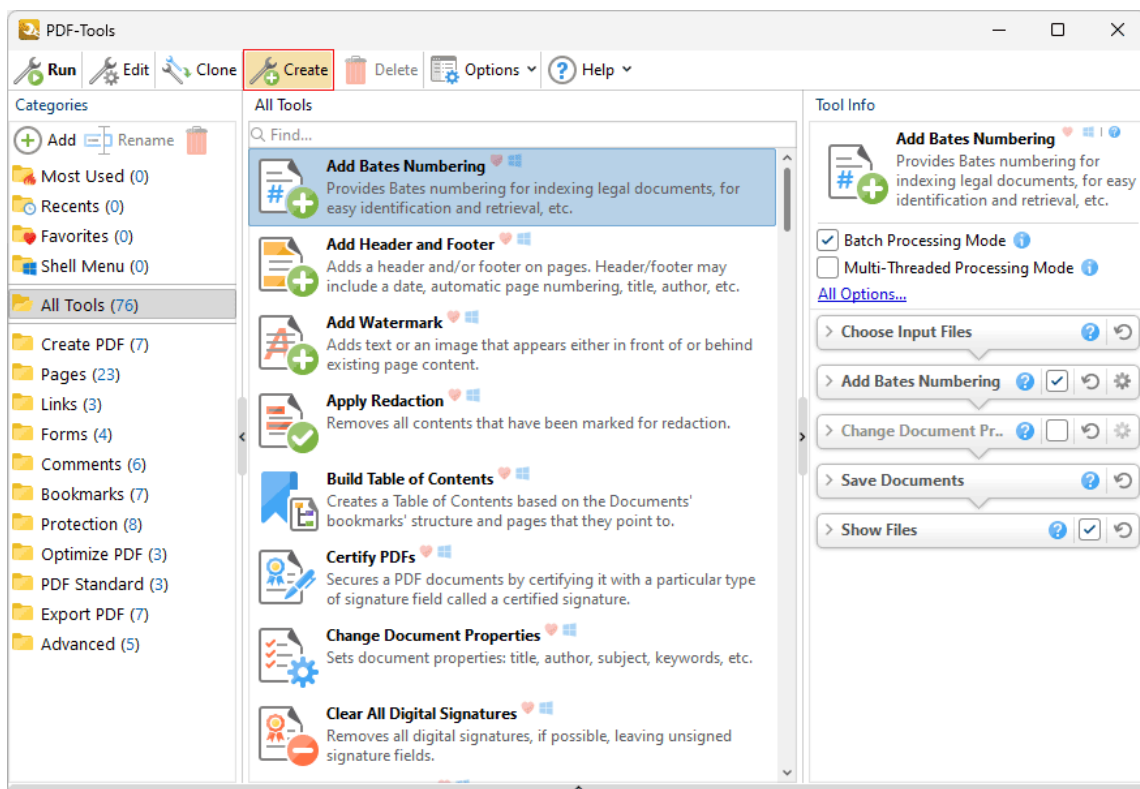 PDF-Tools
Run Edit Clone Create Delete Options Help
Categories
Add Rename
Most Used (0)
Recents (0)
Favorites (0)
Shell Menu (0)
All Tools (76)
Create PDF (7)
Pages (23)
Links (3)
Forms (4)
Comments (6)
Bookmarks (7)
Protection (8)
Optimize PDF (3)
PDF Standard (3)
Export PDF (7)
Advanced (5)
All Tools
Find...
Add Bates Numbering
Provides Bates numbering for indexing legal documents, for
easy identification and retrieval, etc.
Add Header and Footer
Adds a header and/or footer on pages. Header/footer may
include a date, automatic page numbering, title, author, etc.
Add Watermark
Adds text or an image that appears either in front of or behind
existing page content.
Apply Redaction
Removes all contents that have been marked for redaction.
Build Table of Contents
Creates a Table of Contents based on the Documents'
bookmarks' structure and pages that they point to.
Certify PDFs
Secures a PDF documents by certifying it with a particular type
of signature field called a certified signature.
Change Document Properties
Sets document properties: title, author, subject, keywords, etc.
Clear All Digital Signatures
Removes all digital signatures, if possible, leaving unsigned
signature fields.
Tool Info
Add Bates Numbering
Provides Bates numbering for
indexing legal documents, for easy
identification and retrieval, etc.
Batch Processing Mode
Multi-Threaded Processing Mode
All Options...
Choose Input Files
Add Bates Numbering
Change Document Pr..
Save Documents
Show Files